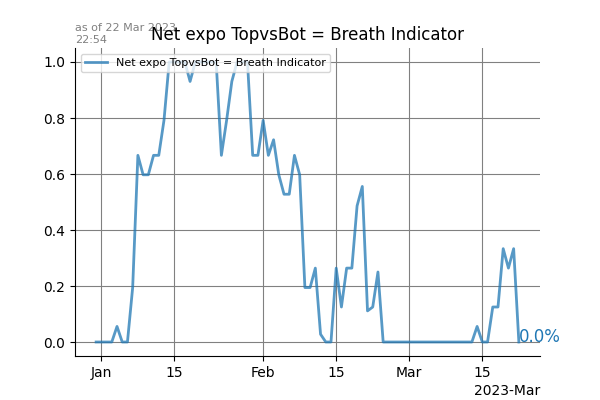 as of 22 Mar 2023
22:54
Net expo TopvsBot = Breath Indicator
Net expo TopvsBot = Breath Indicator
1.0
0.8
0.6
0.4
0.2
0.0
0.0%
Jan
15
Feb
15
Mar
15
2023-Mar